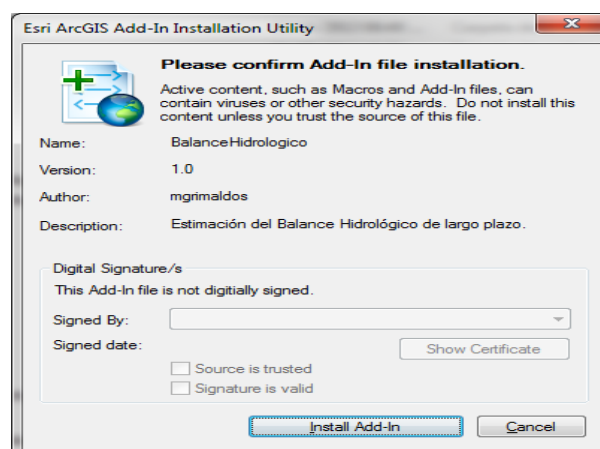 Esri ArcGIS Add-In Installation Utility
Please confirm Add-In file installation.
Active content, such as Macros and Add-In files, can
contain viruses or other security hazards. Do not install this
content unless you trust the source of this file.
Name: BalanceHidrologico
Version: 1.0
Author: mgrimaldos
Description: Estimación del Balance Hidrológico de largo plazo.
Digital Signature/s
This Add-In file is not digitially signed.
Signed By:
Signed date:
Show Certificate
Source is trusted
Signature is valid
Install Add-In Cancel